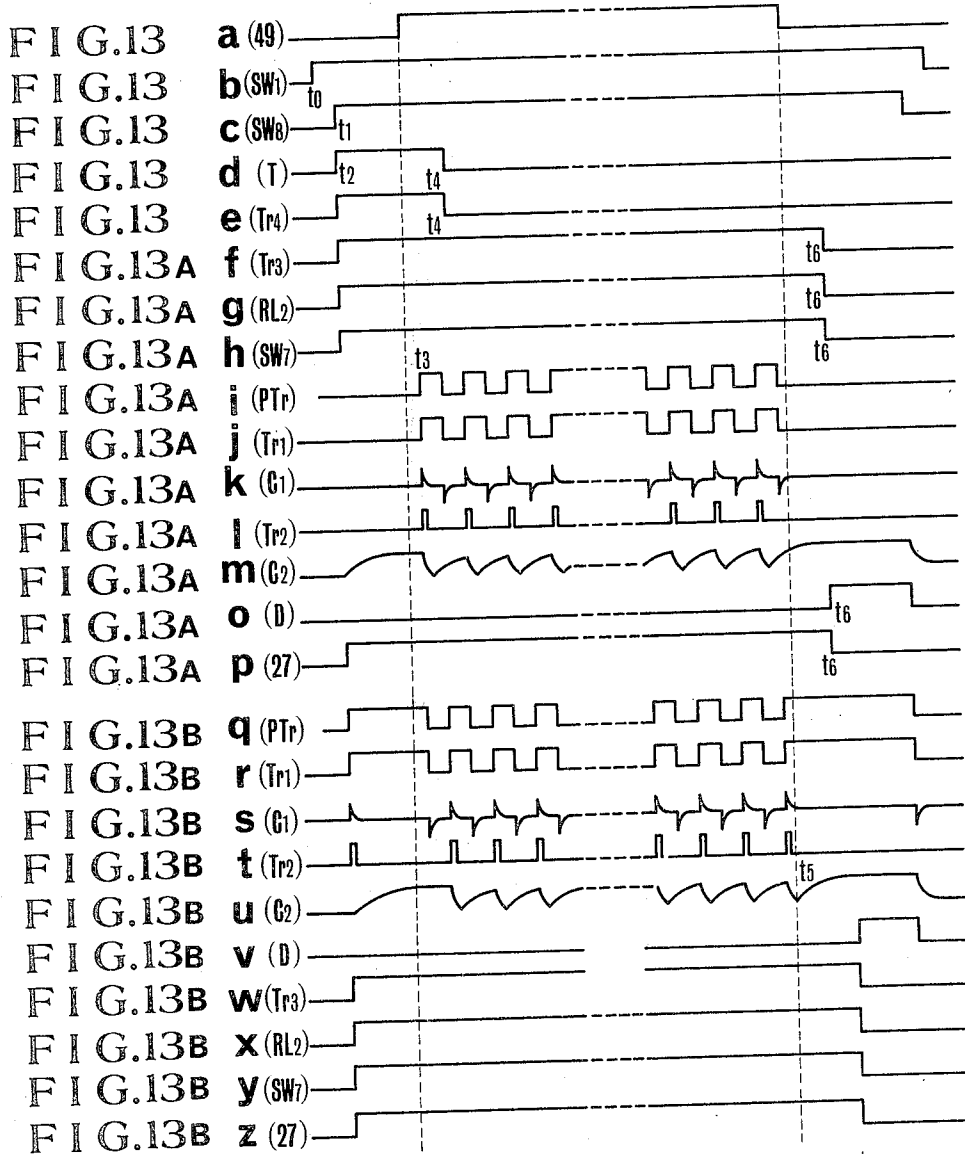 FIG.13 a (49)
FIG.13 b (SW1)
t0
FIG.13 c (SW8)
t1
FIG.13 d (T)
t2 t4
FIG.13 e (Tr4)
t4
FIG.13A f (Tr3)
t6
FIG.13A g (RL2)
t6
FIG.13A h (SW7)
t6
t3
FIG.13A i (PTr)
FIG.13A j (Tr1)
FIG.13A k (C1)
FIG.13A l (Tr2)
FIG.13A m (C2)
FIG.13A o (D)
t6
FIG.13A p (27)
t6
FIG.13B q (PTr)
FIG.13B r (Tr1)
FIG.13B s (C1)
FIG.13B t (Tr2)
t5
FIG.13B u (C2)
FIG.13B v (D)
FIG.13B w (Tr3)
FIG.13B x (RL2)
FIG.13B y (SW7)
FIG.13B z (27)